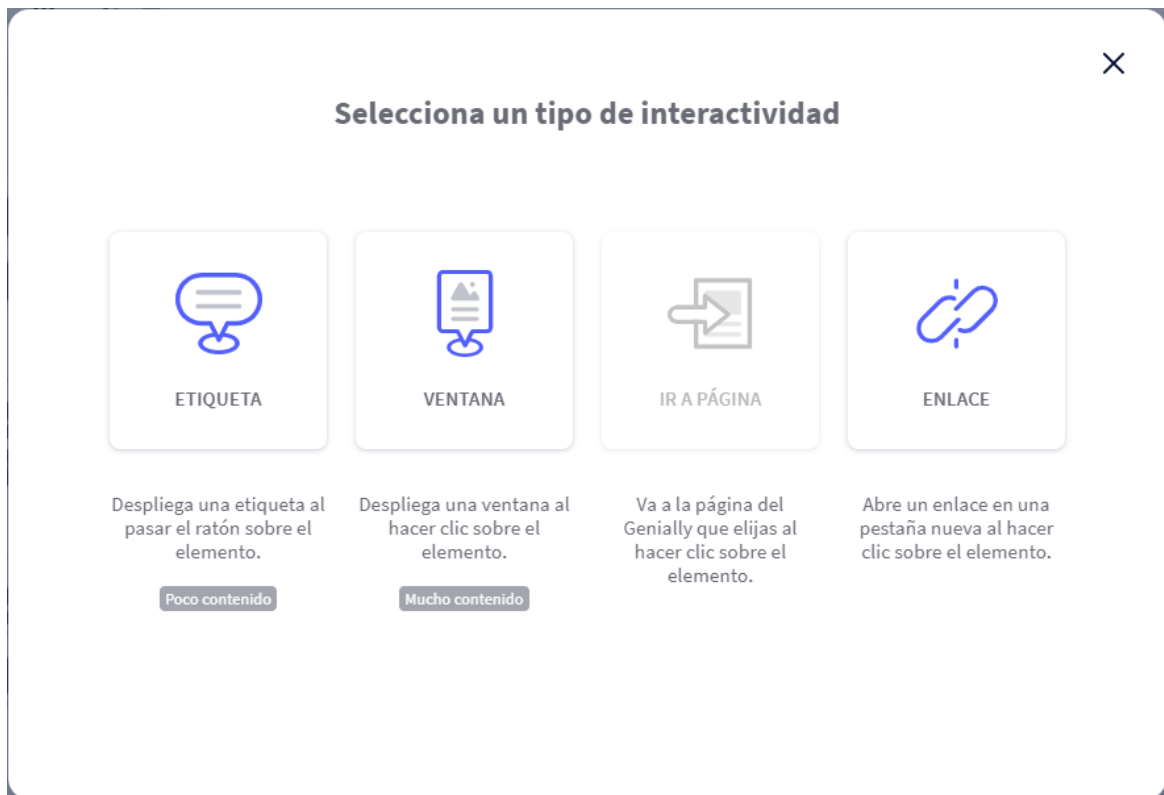 Selecciona un tipo de interactividad
ETIQUETA
VENTANA
IR A PÁGINA
ENLACE
Despliega una etiqueta al
pasar el ratón sobre el
elemento.
Poco contenido
Despliega una ventana al
hacer clic sobre el
elemento.
Mucho contenido
Va a la página del
Genially que elijas al
hacer clic sobre el
elemento.
Abre un enlace en una
pestaña nueva al hacer
clic sobre el elemento.